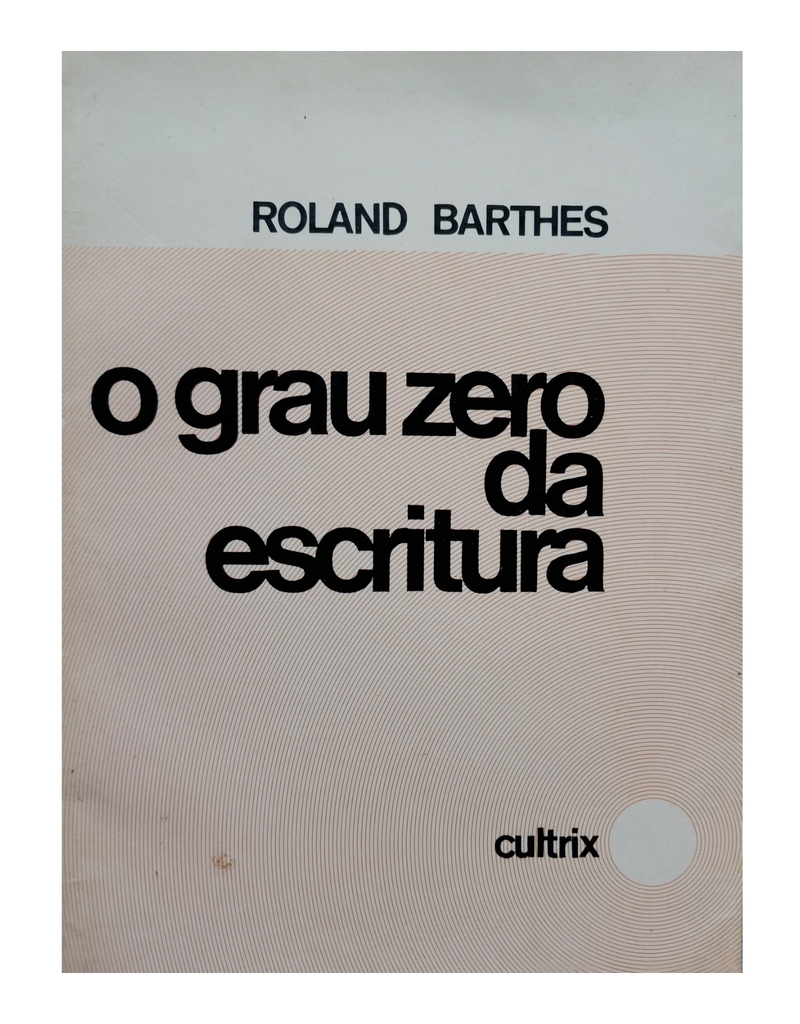 ROLAND BARTHES
o grau zero
da
escritura
cultrix